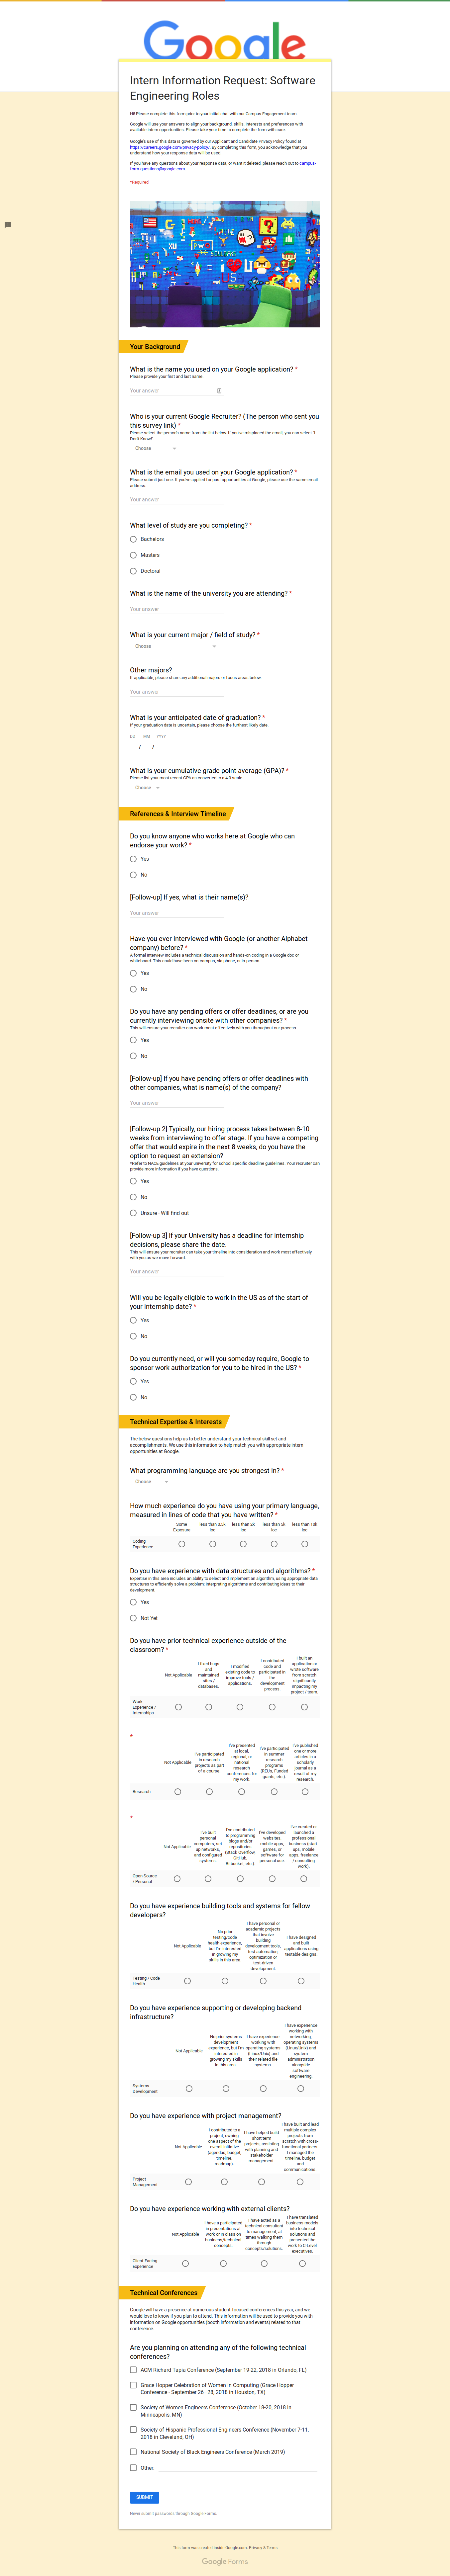 Google
Intern Information Request: Software
Engineering Roles
Hi! Please complete this form prior to your initial chat with our Campus Engagement team.
Google will use your answers to align your background, skills, interests and preferences with
available intern opportunities. Please take your time to complete the form with care.
Google's use of this data is governed by our Applicant and Candidate Privacy Policy found at
https://careers.google.com/privacy-policy/. By completing this form, you acknowledge that you
understand how your response data will be used.
If you have any questions about your response data, or want it deleted, please reach out to campus-
form-questions@google.com.
*Required
Your Background
What is the name you used on your Google application? *
Please provide your first and last name.
Your answer
Who is your current Google Recruiter? (The person who sent you
this survey link) *
Please select the person's name from the list below. If you've misplaced the email, you can select "I
Don't Know!".
Choose
What is the email you used on your Google application? *
Please submit just one. If you've applied for past opportunities at Google, please use the same email
address.
Your answer
What level of study are you completing? *
Bachelors
Masters
Doctoral
What is the name of the university you are attending? *
Your answer
What is your current major / field of study? *
Choose
Other majors?
If applicable, please share any additional majors or focus areas below.
Your answer
What is your anticipated date of graduation? *
If your graduation date is uncertain, please choose the furthest likely date.
DD MM YYYY
/ /
What is your cumulative grade point average (GPA)? *
Please list your most recent GPA as converted to a 4.0 scale.
Choose
References & Interview Timeline
Do you know anyone who works here at Google who can
endorse your work? *
Yes
No
[Follow-up] If yes, what is their name(s)?
Your answer
Have you ever interviewed with Google (or another Alphabet
company) before? *
A formal interview includes a technical discussion and hands-on coding in a Google doc or
whiteboard. This could have been on-campus, via phone, or in-person.
Yes
No
Do you have any pending offers or offer deadlines, or are you
currently interviewing onsite with other companies? *
This will ensure your recruiter can work most effectively with you throughout our process.
Yes
No
[Follow-up] If you have pending offers or offer deadlines with
other companies, what is name(s) of the company?
Your answer
[Follow-up 2] Typically, our hiring process takes between 8-10
weeks from interviewing to offer stage. If you have a competing
offer that would expire in the next 8 weeks, do you have the
option to request an extension?
*Refer to NACE guidelines at your university for school specific deadline guidelines. Your recruiter can
provide more information if you have questions.
Yes
No
Unsure - Will find out
[Follow-up 3] If your University has a deadline for internship
decisions, please share the date.
This will ensure your recruiter can take your timeline into consideration and work most effectively
with you as we move forward.
Your answer
Will you be legally eligible to work in the US as of the start of
your internship date? *
Yes
No
Do you currently need, or will you someday require, Google to
sponsor work authorization for you to be hired in the US? *
Yes
No
Technical Expertise & Interests
The below questions help us to better understand your technical skill set and
accomplishments. We use this information to help match you with appropriate intern
opportunities at Google.
What programming language are you strongest in? *
Choose
How much experience do you have using your primary language,
measured in lines of code that you have written? *
Some less than 0.5k less than 2k less than 5k less than 10k
Exposure loc loc loc loc
Coding
Experience
Do you have experience with data structures and algorithms? *
Expertise in this area includes an ability to select and implement an algorithm, using appropriate data
structures to efficiently solve a problem; interpreting algorithms and contributing ideas to their
development.
Yes
Not Yet
Do you have prior technical experience outside of the
classroom? *
Not Applicable
I fixed bugs
and
maintained
sites /
databases.
I modified
existing code to
improve tools /
applications.
I contributed
code and
participated in
the
development
process
I built an
application or
wrote software
from scratch
significantly
impacting my
project / team.
Work
Experience /
Internships
*
Not Applicable
I've participated
in research
projects as part
of a course.
I've presented
at local,
regional, or
national
research
conferences for
my work.
I've participated
in summer
research
programs
(REUs, Funded
grants, etc.).
I've published
one or more
articles in a
scholarly
journal as a
result of my
research.
Research
*
Not Applicable
I've built
personal
computers, set
up networks,
and configured
systems.
I've contributed
to programming
blogs and/or
repositories
(Stack Overflow,
GitHub,
Bitbucket, etc.).
I've developed
websites,
mobile apps,
games, or
software for
personal use.
I've created or
launched a
professional
business (start-
ups, mobile
apps, freelance
/ consulting
work).
Open Source
/ Personal
Do you have experience building tools and systems for fellow
developers?
Not Applicable
No prior
testing/code
health experience,
but I'm interested
in growing my
skills in this area.
I have personal or
academic projects
that involve
building
development tools,
test automation,
optimization or
test-driven
development.
I have designed
and built
applications using
testable designs.
Testing / Code
Health
Do you have experience supporting or developing backend
infrastructure?
Not Applicable
No prior systems
development
experience, but I'm
interested in
growing my skills
in this area.
I have experience
working with
operating systems
(Linux/Unix) and
their related file
systems.
I have experience
working with
networking,
operating systems
(Linux/Unix) and
system
administration
alongside
software
engineering
Systems
Development
Do you have experience with project management?
Not Applicable
I contributed to a
project, owning
one aspect of the
overall initiative
(agendas, budget,
timeline,
roadmap).
I have helped build
short term
projects, assisting
with planning and
stakeholder
management.
I have built and lead
multiple complex
projects from
scratch with cross-
functional partners.
I managed the
timeline, budget
and
communications.
Project
Management
Do you have experience working with external clients?
Not Applicable
I have a participated
in presentations at
work or in class on
business/technical
concepts.
I have acted as a
technical consultant
to management, at
times walking them
through
concepts/solutions.
I have translated
business models
into technical
solutions and
presented the
work to C-Level
executives.
Client-Facing
Experience
Technical Conferences
Google will have a presence at numerous student-focused conferences this year, and we
would love to know if you plan to attend. This information will be used to provide you with
information on Google opportunities (booth information and events) related to that
conference.
Are you planning on attending any of the following technical
conferences?
ACM Richard Tapia Conference (September 19-22, 2018 in Orlando, FL)
Grace Hopper Celebration of Women in Computing (Grace Hopper
Conference - September 26–28, 2018 in Houston, TX)
Society of Women Engineers Conference (October 18-20, 2018 in
Minneapolis, MN)
Society of Hispanic Professional Engineers Conference (November 7-11,
2018 in Cleveland, OH)
National Society of Black Engineers Conference (March 2019)
Other:
SUBMIT
Never submit passwords through Google Forms.
This form was created inside Google.com. Privacy & Terms
Google Forms